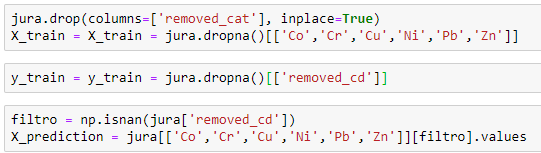 jura.drop(columns=['removed_cat'], inplace=True)
X_train = X_train = jura.dropna()[['Co','Cr','Cu','Ni','Pb','Zn']]
y_train = y_train = jura.dropna()[['removed_cd']]
filtro = np.isnan(jura['removed_cd'])
X_prediction = jura[['Co','Cr','Cu','Ni','Pb','Zn']][filtro].values